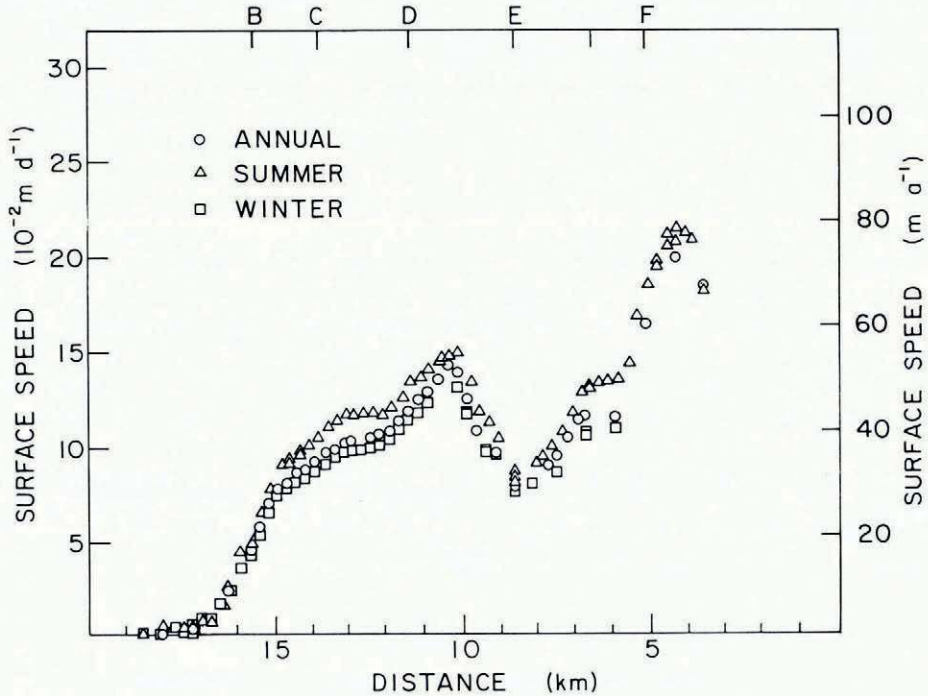 B C D E F
30
25
20
15
10
5
SURFACE SPEED (10⁻²m d⁻¹)
○ ANNUAL
△ SUMMER
□ WINTER
100
80
60
40
20
SURFACE SPEED (m a⁻¹)
15 10 5
DISTANCE (km)